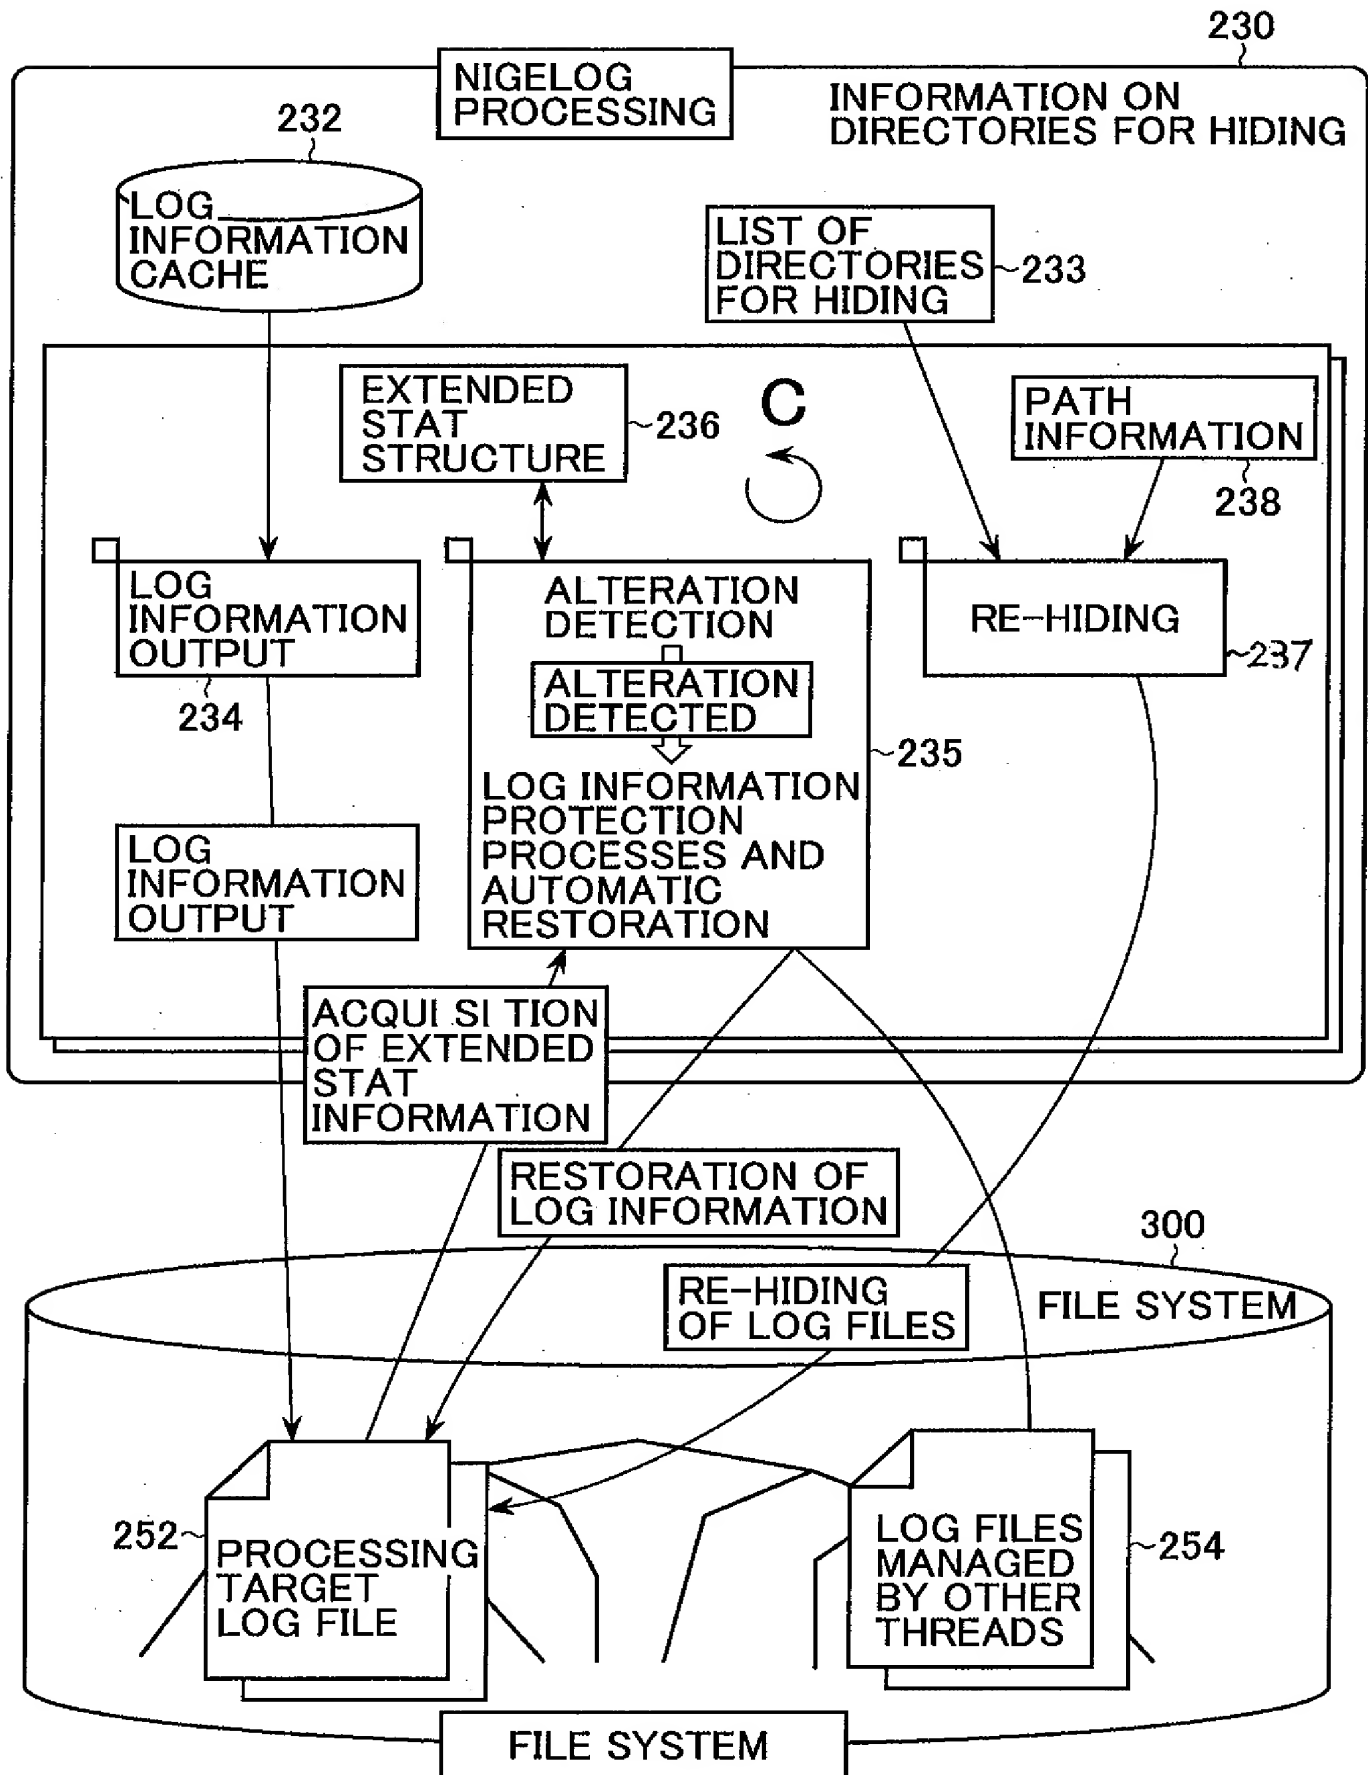 230
NIGELOG
PROCESSING
INFORMATION ON
DIRECTORIES FOR HIDING
232
LOG
INFORMATION
CACHE
LIST OF
DIRECTORIES
FOR HIDING
233
EXTENDED
STAT
STRUCTURE
236
C
PATH
INFORMATION
238
LOG
INFORMATION
OUTPUT
234
ALTERATION
DETECTION
ALTERATION
DETECTED
LOG INFORMATION
PROTECTION
PROCESSES AND
AUTOMATIC
RESTORATION
235
RE-HIDING
237
LOG
INFORMATION
OUTPUT
ACQUISITION
OF EXTENDED
STAT
INFORMATION
RESTORATION OF
LOG INFORMATION
300
RE-HIDING
OF LOG FILES
FILE SYSTEM
252
PROCESSING
TARGET
LOG FILE
LOG FILES
MANAGED
BY OTHER
THREADS
254
FILE SYSTEM